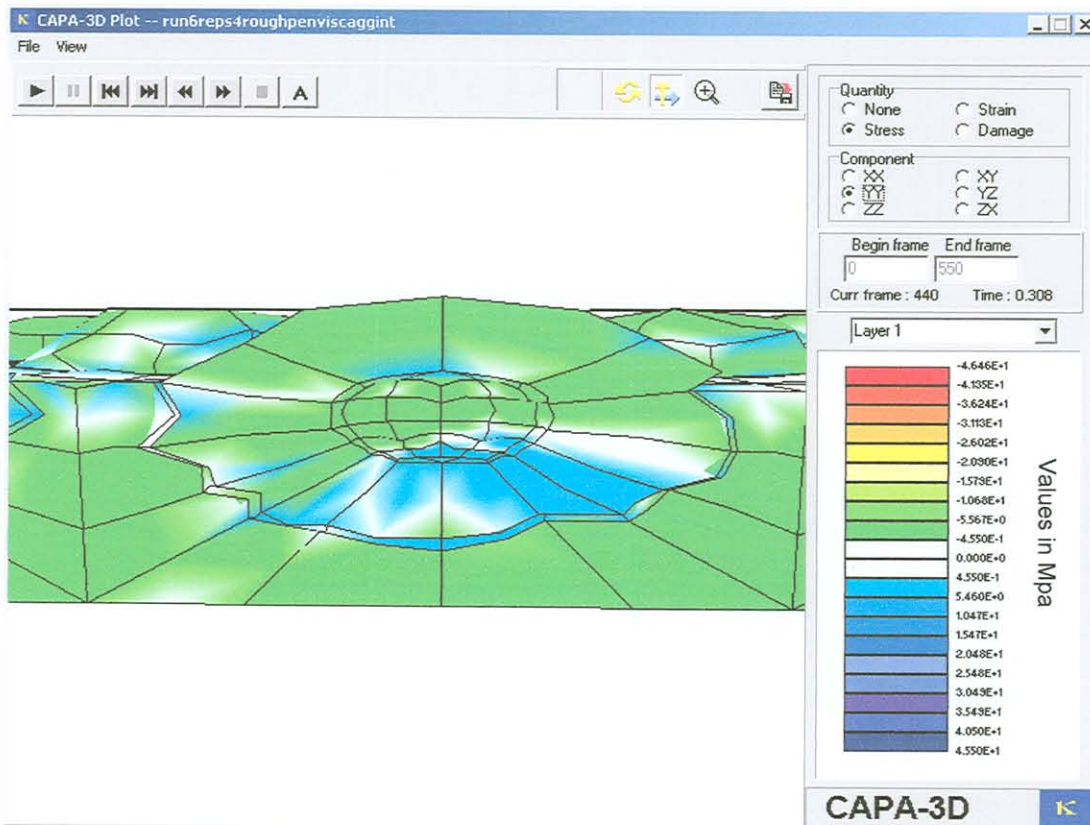 CAPA-3D Plot -- run6reps4roughpenviscaggint
File View
A
Quantity
None Strain
Stress Damage
Component
XX XY
YY YZ
ZZ ZX
Begin frame End frame
0 550
Curr frame : 440 Time : 0.308
Layer 1
-4.646E+1
-4.135E+1
-3.624E+1
-3.113E+1
-2.602E+1
-2.090E+1
-1.579E+1
-1.068E+1
-5.567E+0
-4.550E-1
0.000E+0
4.550E-1
5.460E+0
1.047E+1
1.547E+1
2.048E+1
2.548E+1
3.049E+1
3.549E+1
4.050E+1
4.550E+1
Values in Mpa
CAPA-3D K